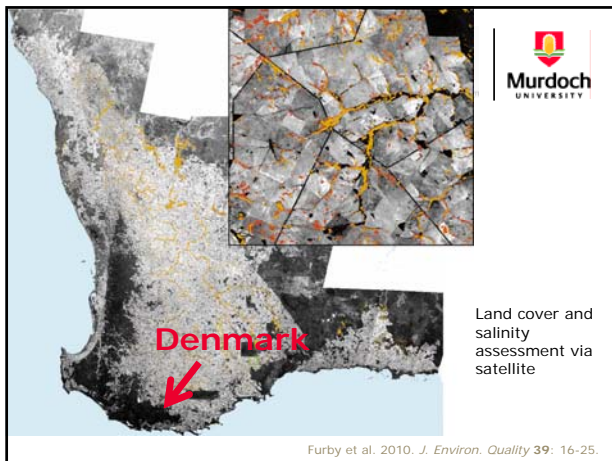 Murdoch
UNIVERSITY
Denmark
Land cover and
salinity
assessment via
satellite
Furby et al. 2010. J. Environ. Quality 39: 16-25.